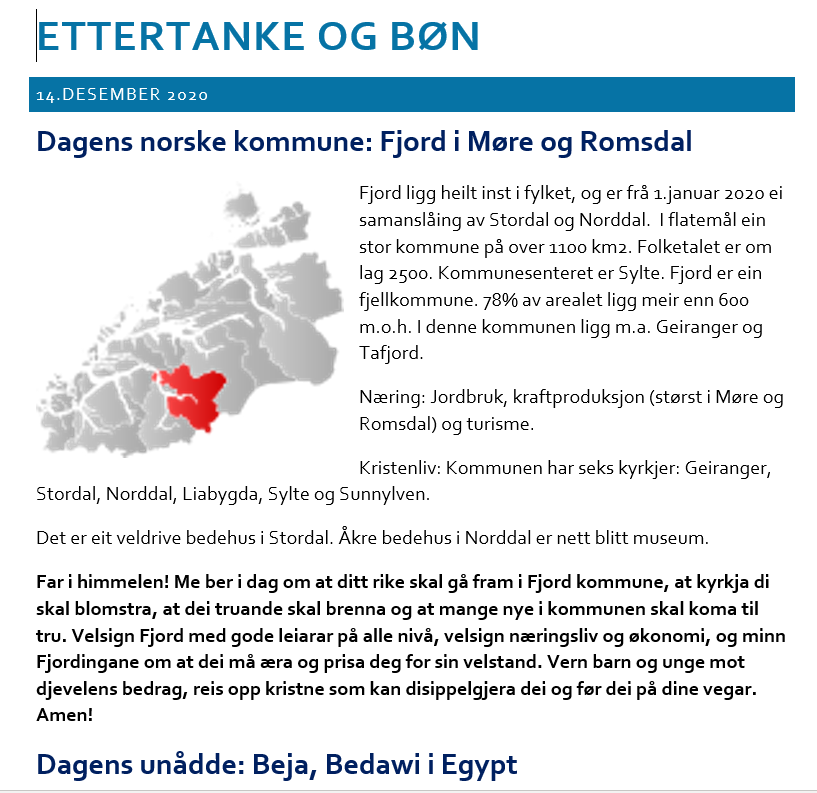 ETTERTANKE OG BØN
14.DESEMBER 2020
Dagens norske kommune: Fjord i Møre og Romsdal
Fjord ligg heilt inst i fylket, og er frå 1.januar 2020 ei
samanslåing av Stordal og Norddal.  I flatemål ein
stor kommune på over 1100 km2. Folketalet er om
lag 2500. Kommunesenteret er Sylte. Fjord er ein
fjellkommune. 78% av arealet ligg meir enn 600
m.o.h. I denne kommunen ligg m.a. Geiranger og
Tafjord.
Næring: Jordbruk, kraftproduksjon (størst i Møre og
Romsdal) og turisme.
Kristenliv: Kommunen har seks kyrkjer: Geiranger,
Stordal, Norddal, Liabygda, Sylte og Sunnylven.
Det er eit veldrive bedehus i Stordal. Åkre bedehus i Norddal er nett blitt museum.
Far i himmelen! Me ber i dag om at ditt rike skal gå fram i Fjord kommune, at kyrkja di
skal blomstra, at dei truande skal brenna og at mange nye i kommunen skal koma til
tru. Velsign Fjord med gode leiarar på alle nivå, velsign næringsliv og økonomi, og minn
Fjordingane om at dei må æra og prisa deg for sin velstand. Vern barn og unge mot
djevelens bedrag, reis opp kristne som kan disippelgjera dei og før dei på dine vegar.
Amen!
Dagens unådde: Beja, Bedawi i Egypt